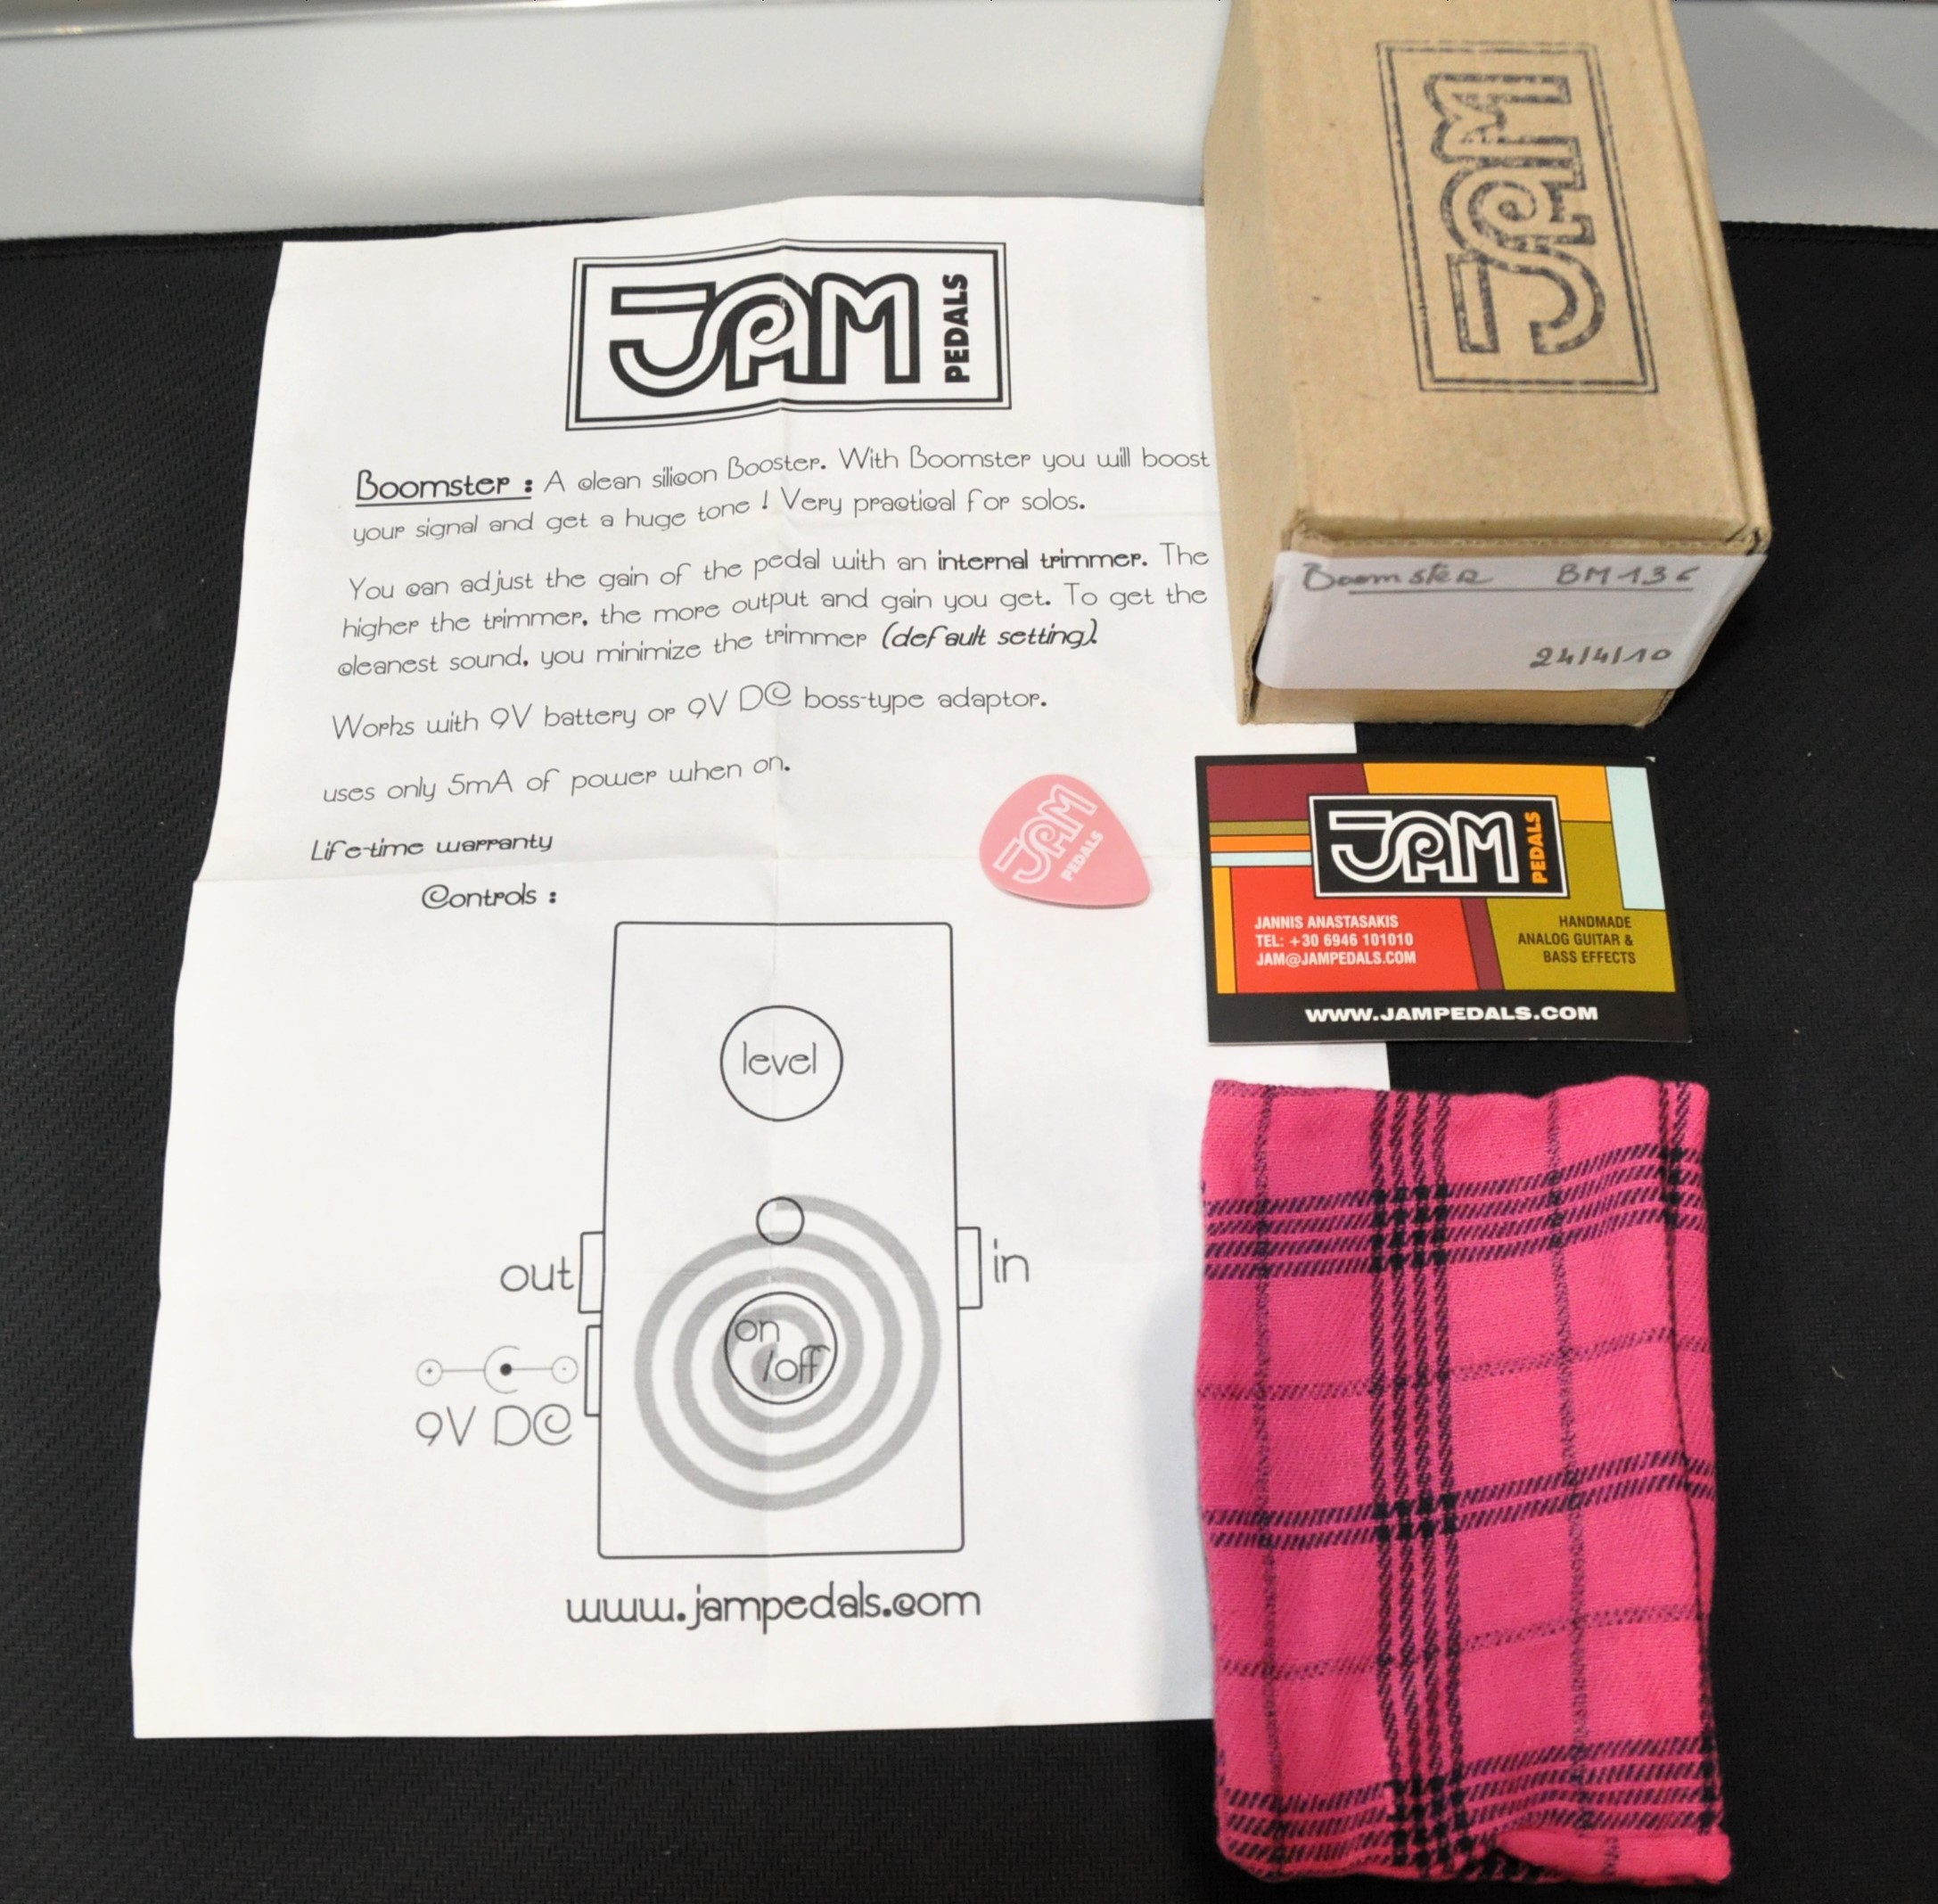 JAM PEDALS
Boomster : A clean silicon Booster. With Boomster you will boost
your signal and get a huge tone ! Very practical for solos.
You can adjust the gain of the pedal with an internal trimmer. The
higher the trimmer, the more output and gain you get. To get the
cleanest sound, you minimize the trimmer (default setting).
Works with 9V battery or 9V DC boss-type adaptor.
uses only 5mA of power when on.
Life-time warranty
Controls :
level
out
in
on
/off
9V DC
www.jampedals.com
JAM
Boomster BM136
24/4/10
JAM
PEDALS
JAM PEDALS
JANNIS ANASTASAKIS
TEL: +30 6946 101010
JAM@JAMPEDALS.COM
HANDMADE
ANALOG GUITAR &
BASS EFFECTS
WWW.JAMPEDALS.COM